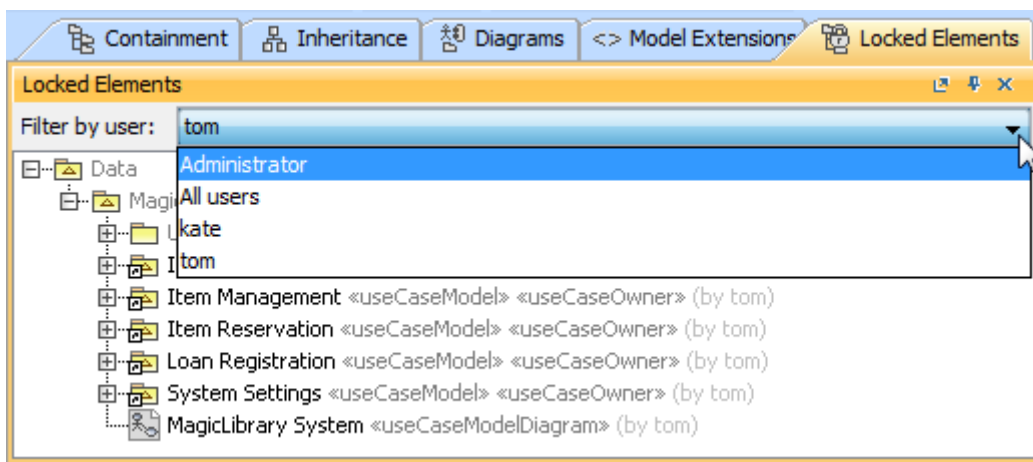 Containment Inheritance Diagrams <> Model Extensions Locked Elements
Locked Elements
Filter by user: tom
Administrator
All users
kate
tom
Data
Item Management «useCaseModel» «useCaseOwner» (by tom)
Item Reservation «useCaseModel» «useCaseOwner» (by tom)
Loan Registration «useCaseModel» «useCaseOwner» (by tom)
System Settings «useCaseModel» «useCaseOwner» (by tom)
MagicLibrary System «useCaseModelDiagram» (by tom)